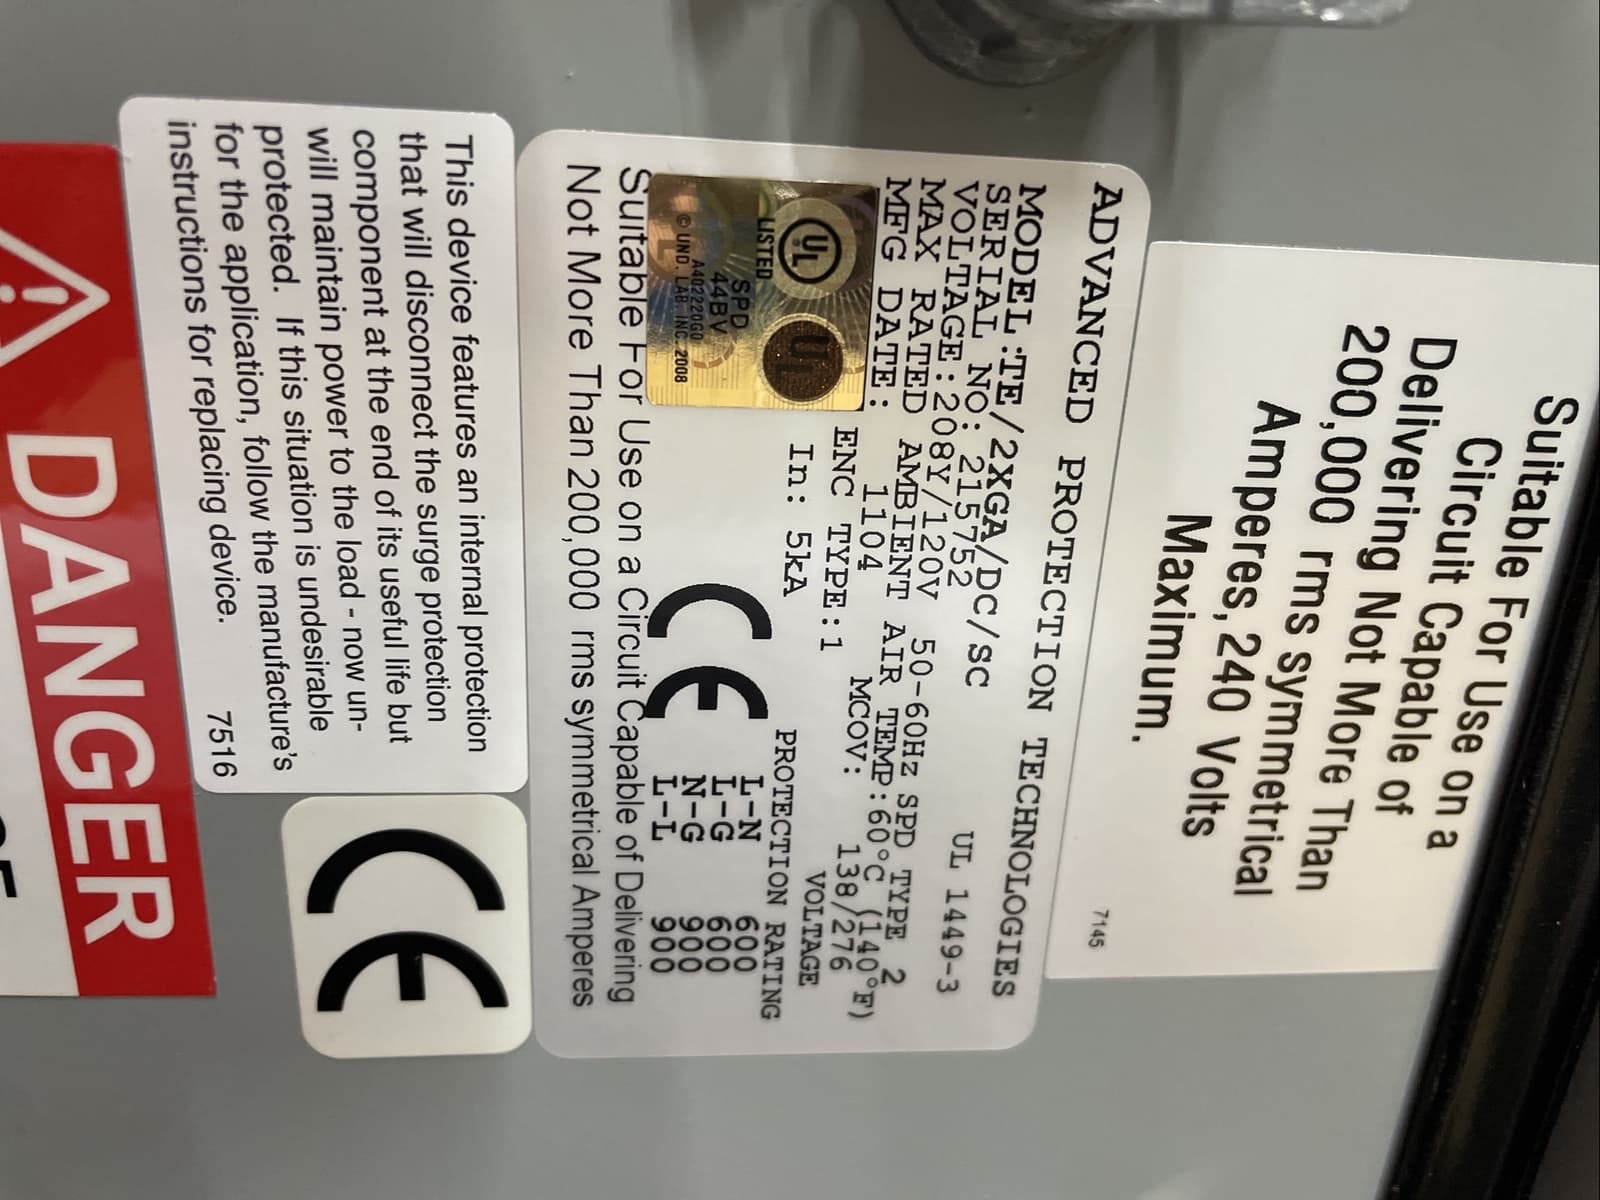 Suitable For Use on a
Circuit Capable of
Delivering Not More Than
200,000 rms symmetrical
Amperes, 240 Volts
Maximum.
7145
ADVANCED PROTECTION TECHNOLOGIES
MODEL:TE/2XGA/DC/SC
SERIAL NO: 2157552 UL 1449-3
VOLTAGE:208Y/120V 50-60Hz SPD TYPE 2
MAX RATED AMBIENT AIR TEMP:60°C (140°F)
MFG DATE: 1104 MCOV: 138/276
ENC TYPE:1 VOLTAGE
In: 5kA PROTECTION RATING
L-N 600
L-G 600
N-G 900
L-L 900
UL UL
LISTED
SPD
44BV
A402220GO
© UND. LAB. INC. 2008
CE
Suitable For Use on a Circuit Capable of Delivering
Not More Than 200,000 rms symmetrical Amperes
This device features an internal protection
that will disconnect the surge protection
component at the end of its useful life but
will maintain power to the load - now un-
protected. If this situation is undesirable
for the application, follow the manufacture's
instructions for replacing device. 7516
CE
DANGER